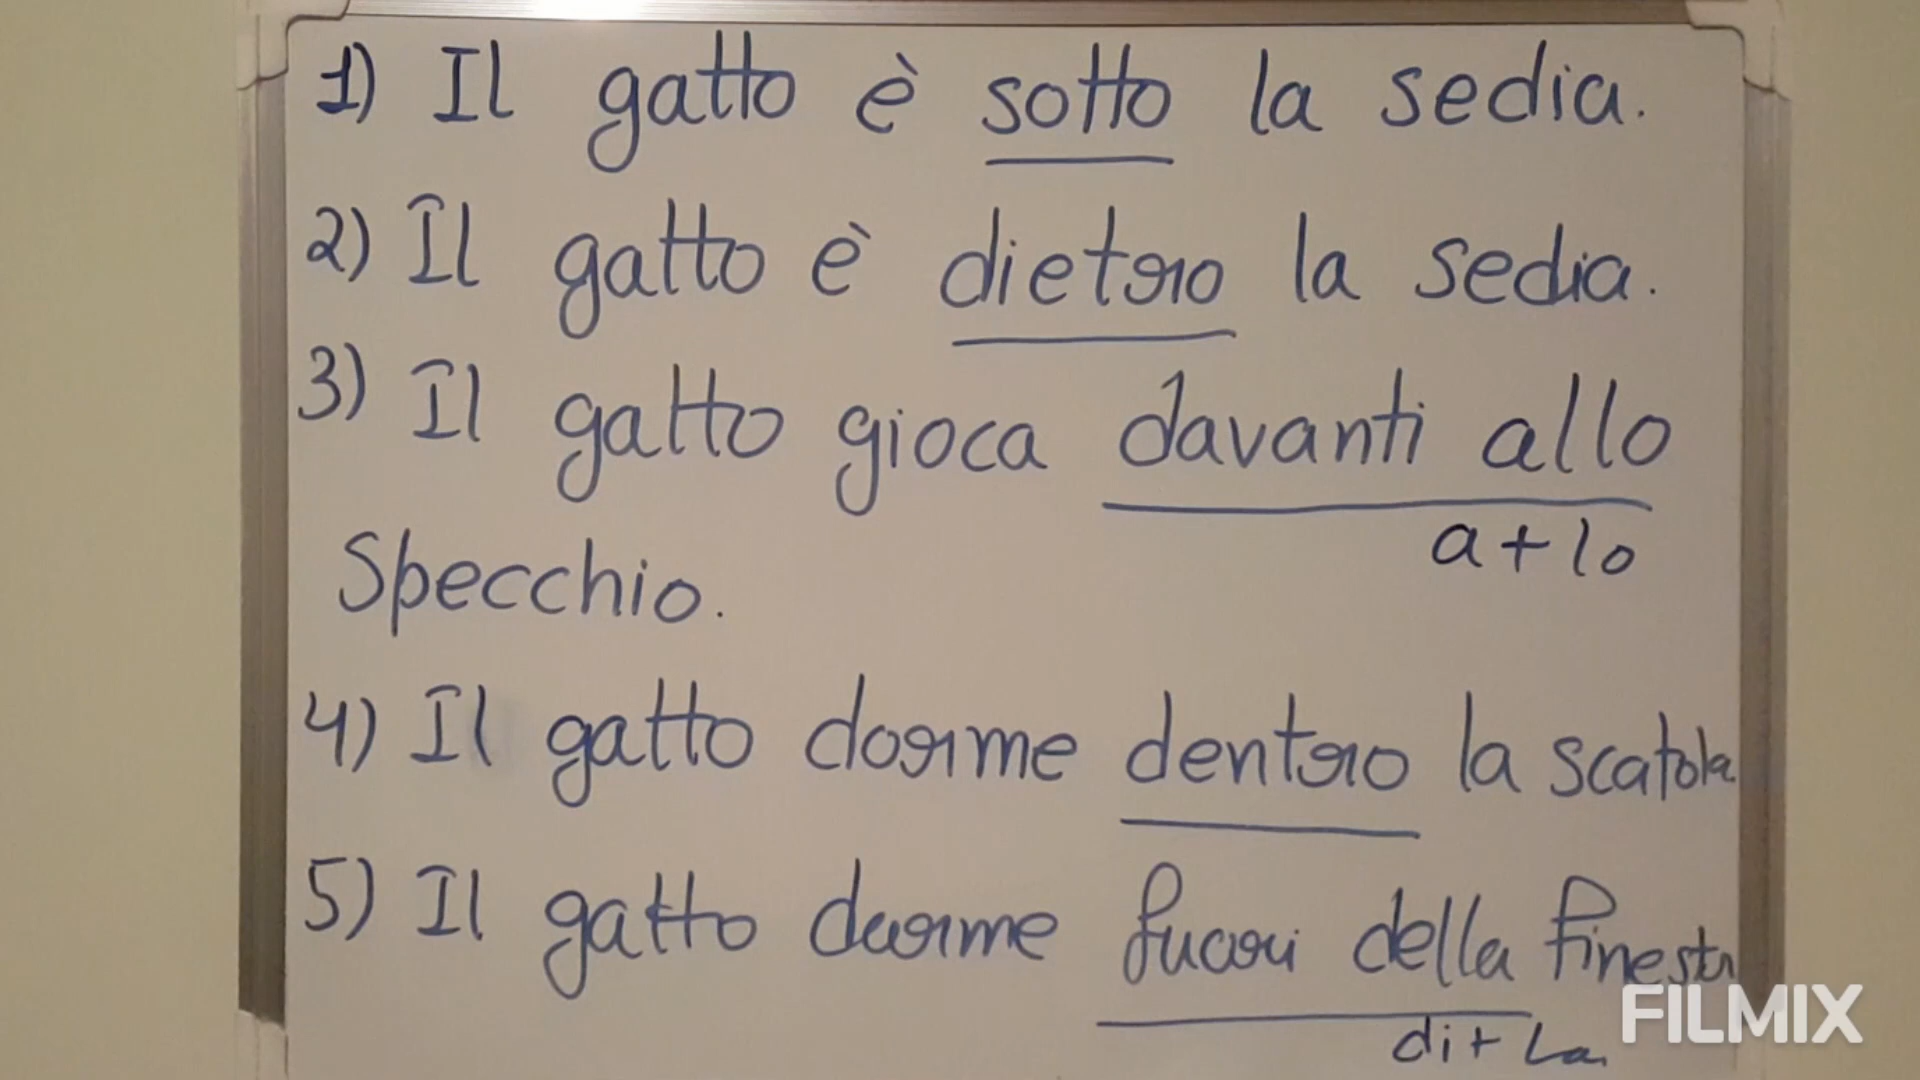 1) Il gatto è sotto la sedia.
2) Il gatto è dietro la sedia.
3) Il gatto gioca davanti allo
a + lo
Specchio.
4) Il gatto dorme dentro la scatola.
5) Il gatto dorme fuori della finestr
di + La
FILMIX